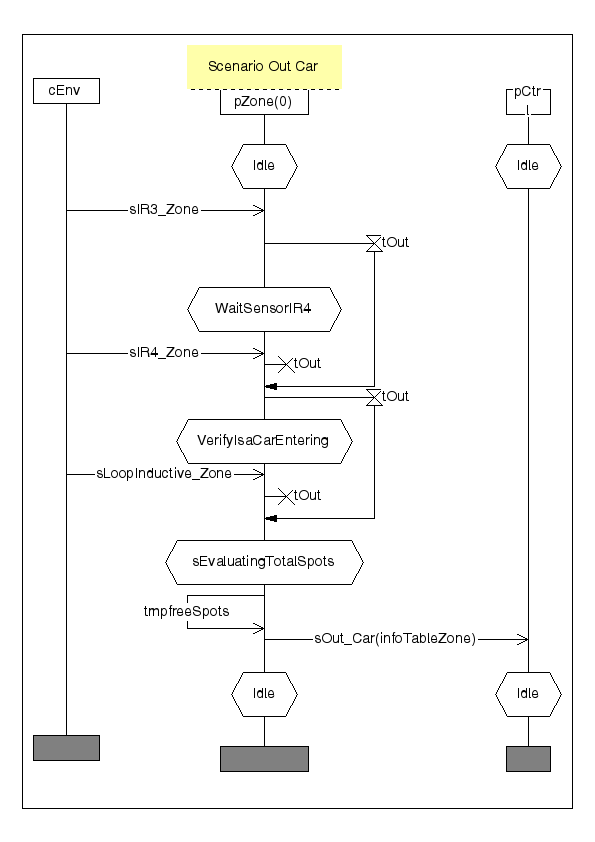 Scenario Out Car
cEnv
pZone(0)
pCtr
l
Idle
Idle
sIR3_Zone
tOut
WaitSensorIR4
sIR4_Zone
tOut
tOut
VerifyIsaCarEntering
sLoopInductive_Zone
tOut
sEvaluatingTotalSpots
tmpfreeSpots
sOut_Car(infoTableZone)
Idle
Idle